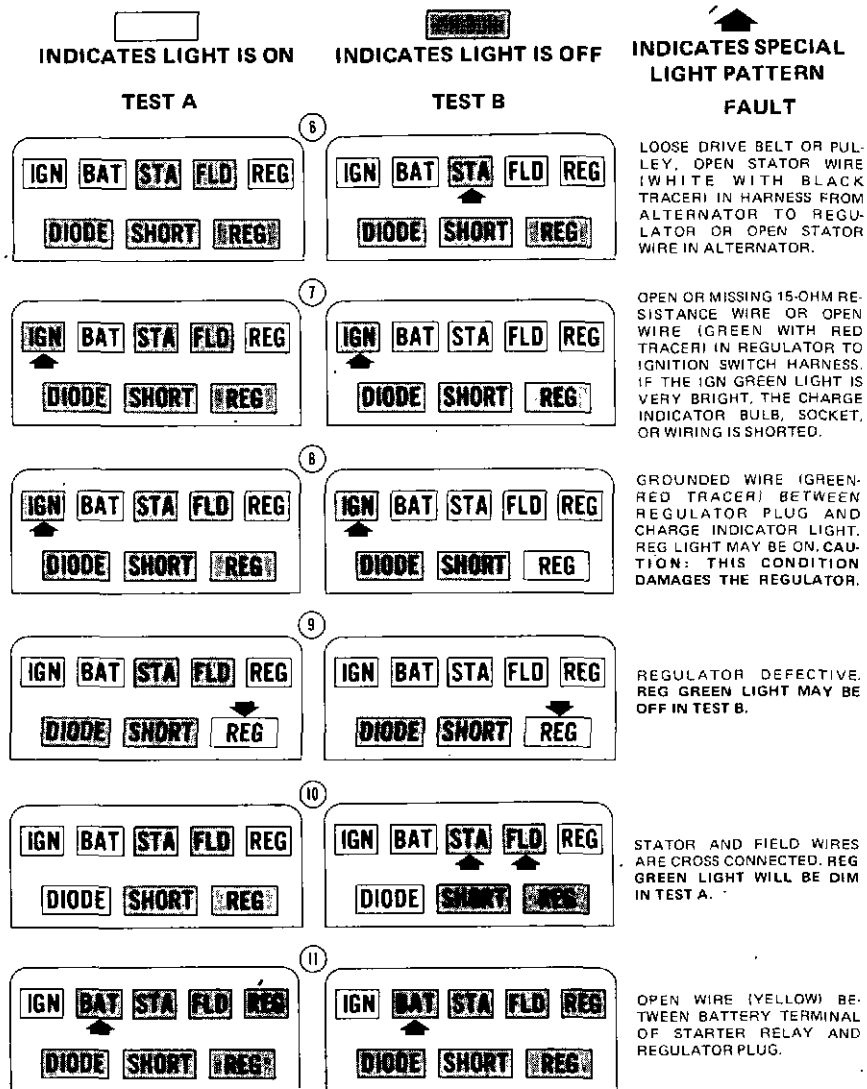 INDICATES LIGHT IS ON
INDICATES LIGHT IS OFF
INDICATES SPECIAL
LIGHT PATTERN
TEST A
TEST B
FAULT
6
IGN BAT STA FLD REG
DIODE SHORT REG
IGN BAT STA FLD REG
DIODE SHORT REG
LOOSE DRIVE BELT OR PUL-
LEY, OPEN STATOR WIRE
(WHITE WITH BLACK
TRACER) IN HARNESS FROM
ALTERNATOR TO REGU-
LATOR OR OPEN STATOR
WIRE IN ALTERNATOR.
7
IGN BAT STA FLD REG
DIODE SHORT REG
IGN BAT STA FLD REG
DIODE SHORT REG
OPEN OR MISSING 15-OHM RE-
SISTANCE WIRE OR OPEN
WIRE (GREEN WITH RED
TRACER) IN REGULATOR TO
IGNITION SWITCH HARNESS.
IF THE IGN GREEN LIGHT IS
VERY BRIGHT, THE CHARGE
INDICATOR BULB, SOCKET,
OR WIRING IS SHORTED.
8
IGN BAT STA FLD REG
DIODE SHORT REG
IGN BAT STA FLD REG
DIODE SHORT REG
GROUNDED WIRE (GREEN-
RED TRACER) BETWEEN
REGULATOR PLUG AND
CHARGE INDICATOR LIGHT.
REG LIGHT MAY BE ON. CAU-
TION: THIS CONDITION
DAMAGES THE REGULATOR.
9
IGN BAT STA FLD REG
DIODE SHORT REG
IGN BAT STA FLD REG
DIODE SHORT REG
REGULATOR DEFECTIVE.
REG GREEN LIGHT MAY BE
OFF IN TEST B.
10
IGN BAT STA FLD REG
DIODE SHORT REG
IGN BAT STA FLD REG
DIODE SHORT REG
STATOR AND FIELD WIRES
ARE CROSS CONNECTED. REG
GREEN LIGHT WILL BE DIM
IN TEST A.
11
IGN BAT STA FLD REG
DIODE SHORT REG
IGN BAT STA FLD REG
DIODE SHORT REG
OPEN WIRE (YELLOW) BE-
TWEEN BATTERY TERMINAL
OF STARTER RELAY AND
REGULATOR PLUG.